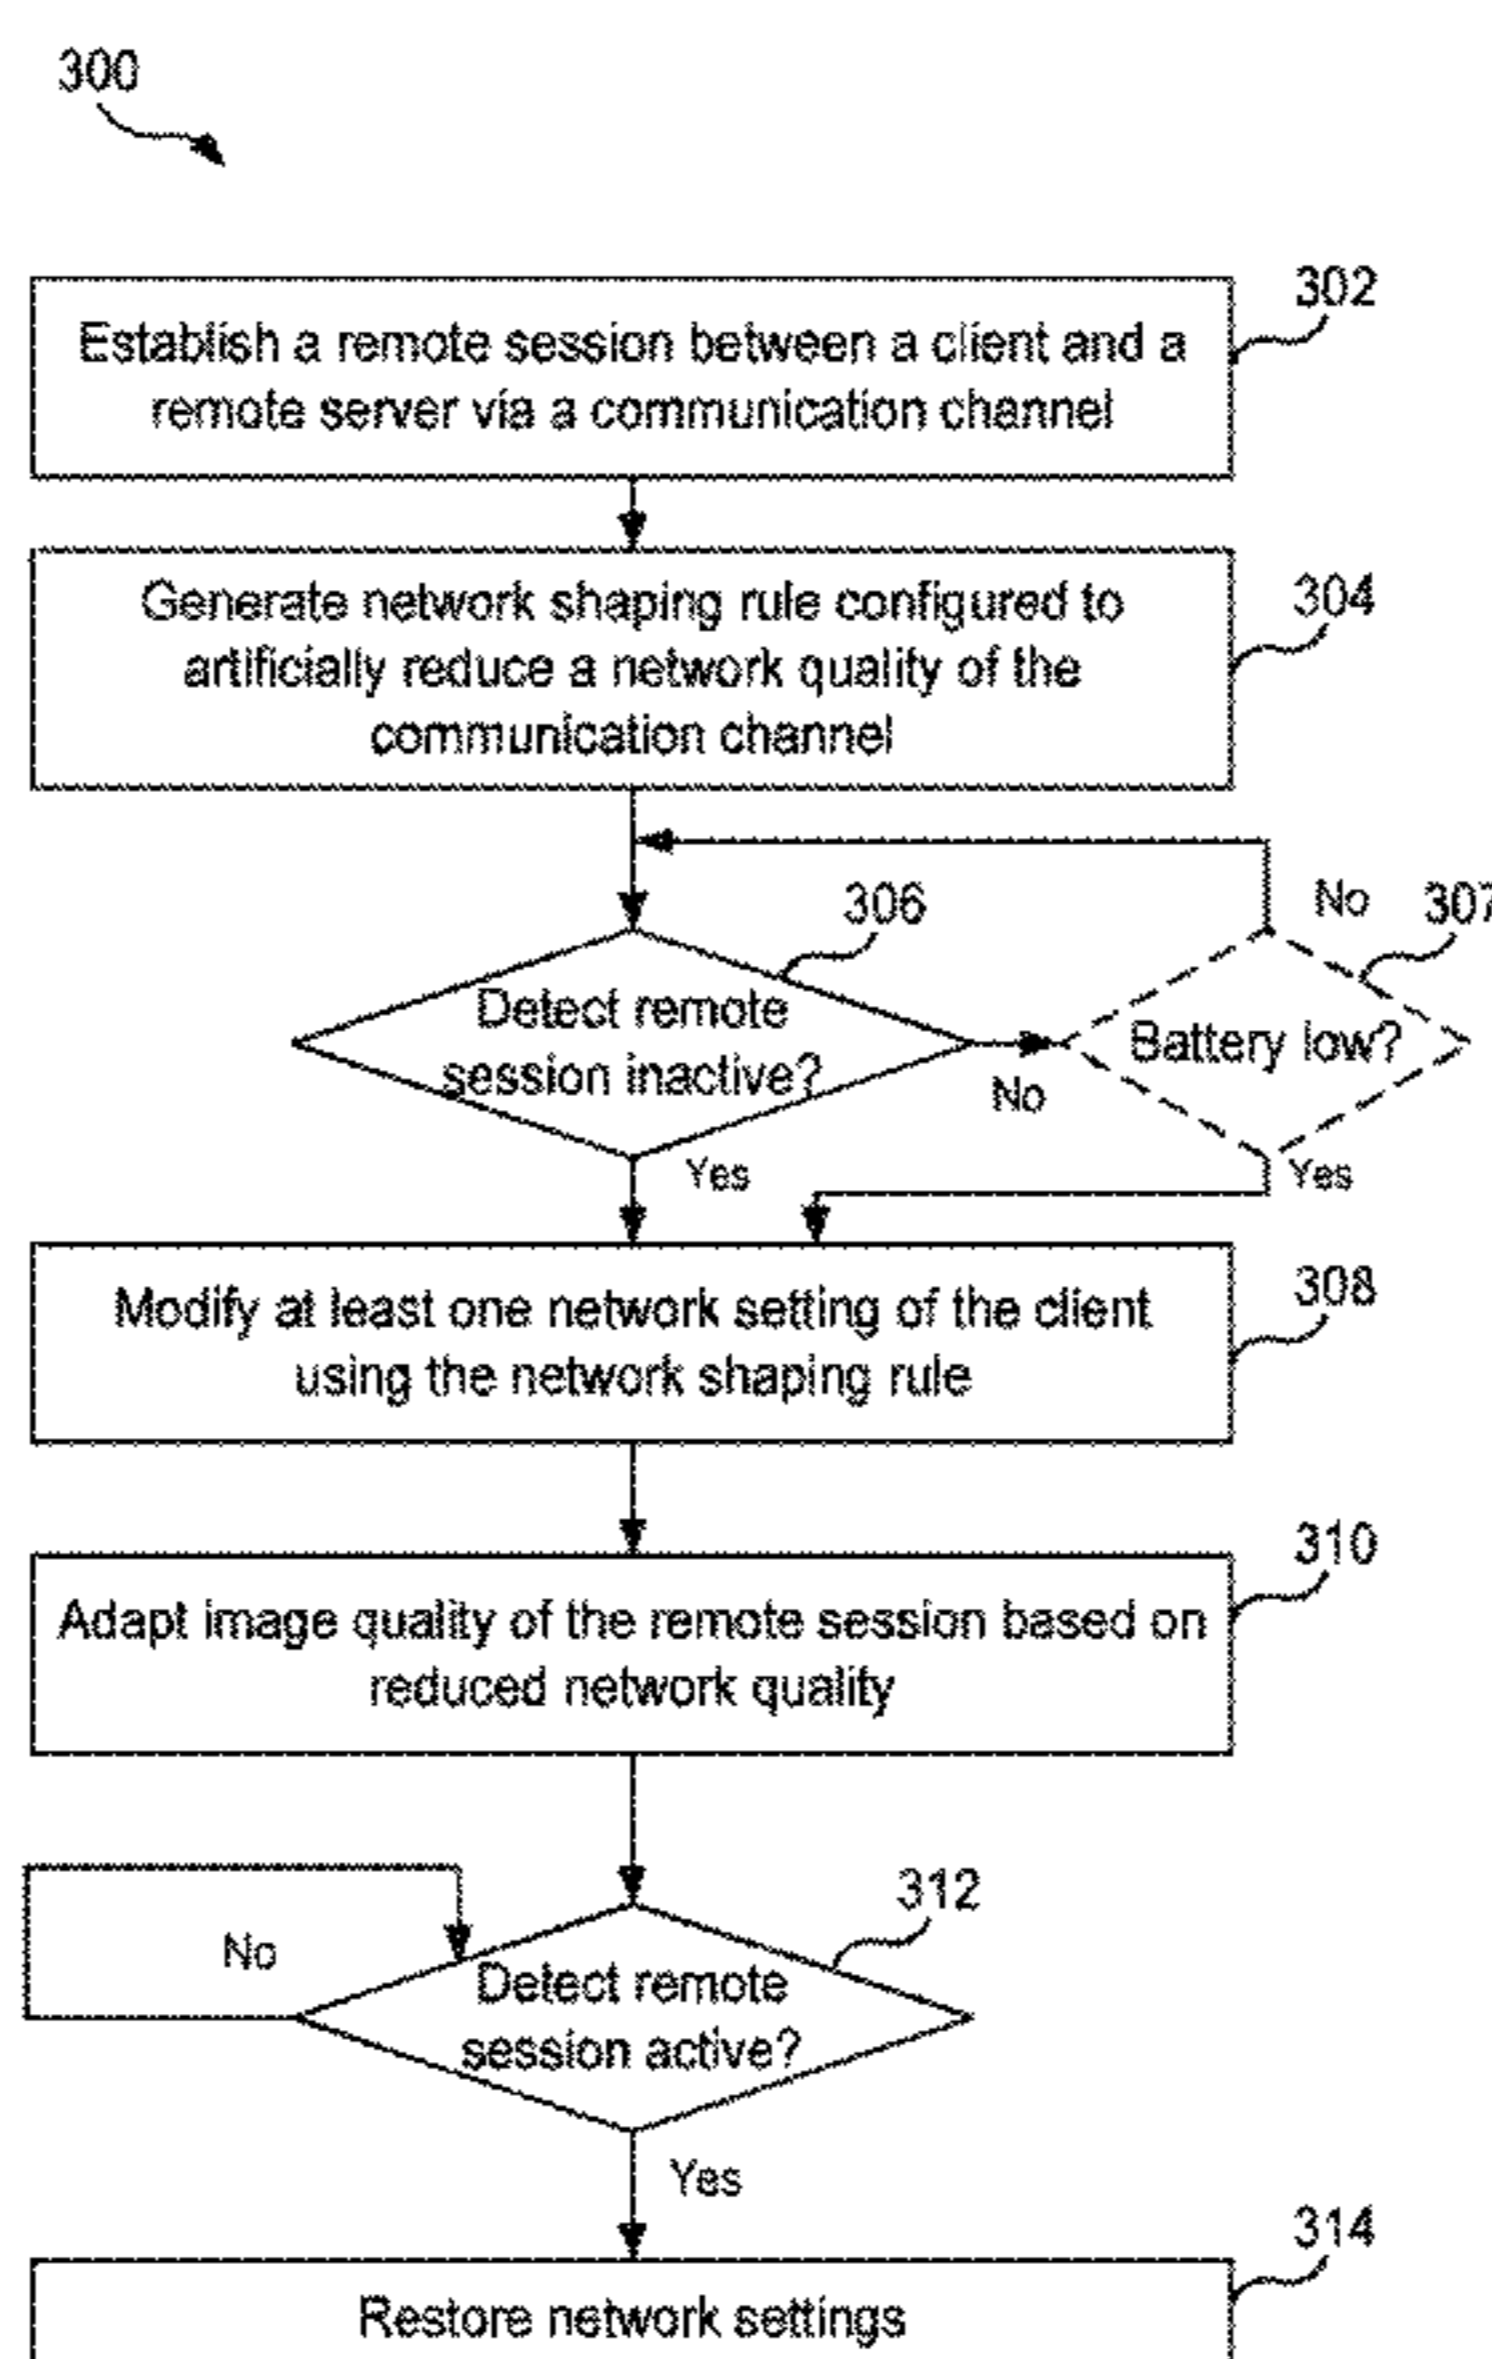 300
302
Establish a remote session between a client and a
remote server via a communication channel
304
Generate network shaping rule configured to
artificially reduce a network quality of the
communication channel
306
No
307
Detect remote
session inactive?
No
Battery low?
Yes
Yes
308
Modify at least one network setting of the client
using the network shaping rule
310
Adapt image quality of the remote session based on
reduced network quality
312
No
Detect remote
session active?
Yes
314
Restore network settings